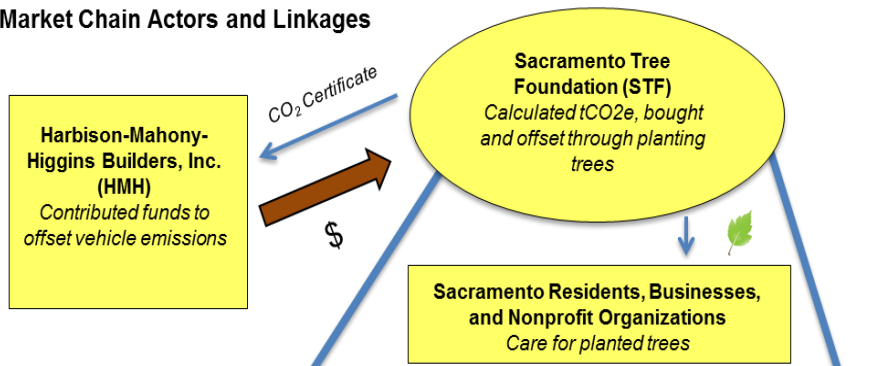 Market Chain Actors and Linkages
Harbison-Mahony-
Higgins Builders, Inc.
(HMH)
Contributed funds to
offset vehicle emissions
CO₂ Certificate
$
Sacramento Tree
Foundation (STF)
Calculated tCO2e, bought
and offset through planting
trees
Sacramento Residents, Businesses,
and Nonprofit Organizations
Care for planted trees